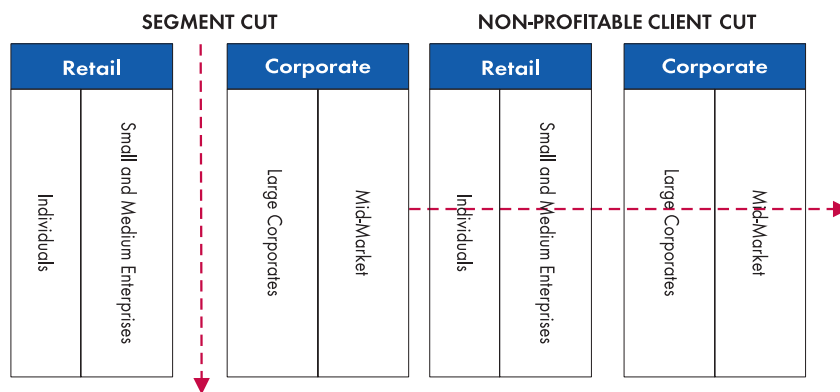 SEGMENT CUT
NON-PROFITABLE CLIENT CUT
Retail
Corporate
Retail
Corporate
Individuals
Small and Medium Enterprises
Large Corporates
Mid-Market
Individuals
Small and Medium Enterprises
Large Corporates
Mid-Market